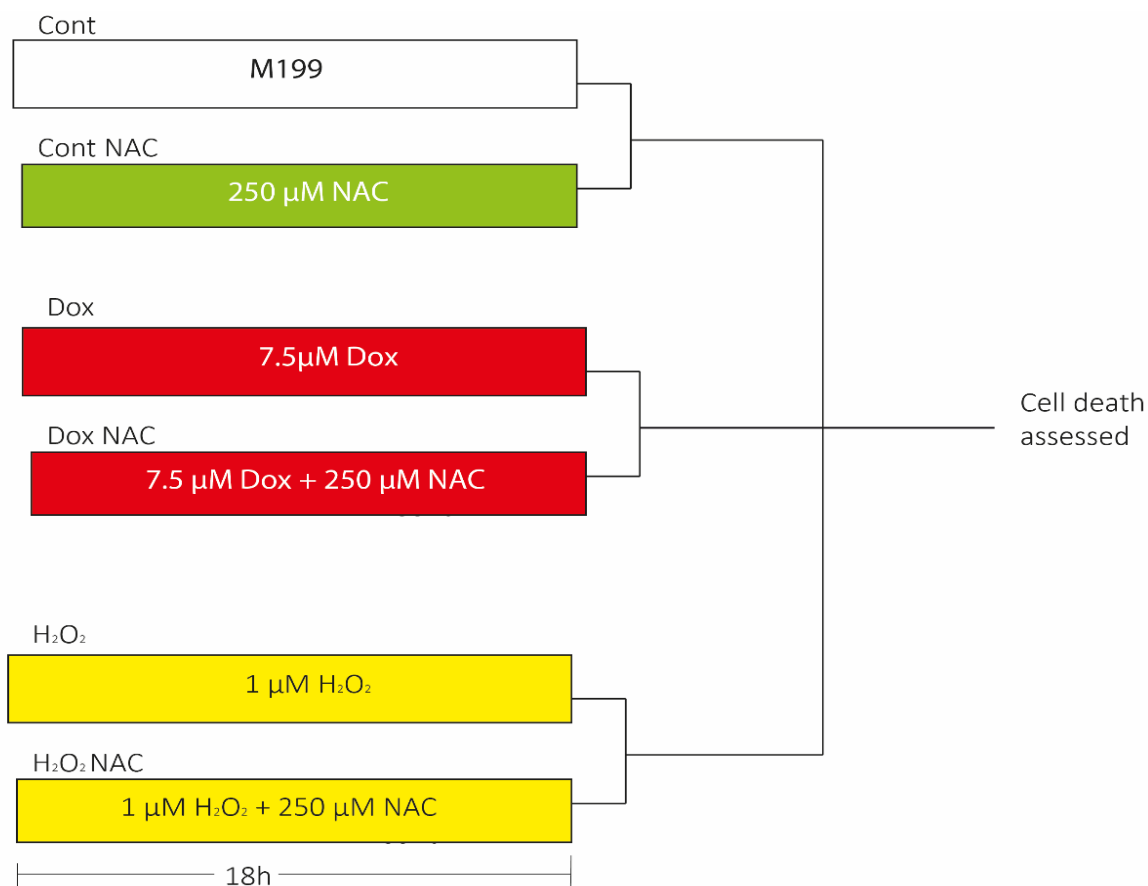 Cont
M199
Cont NAC
250 µM NAC
Dox
7.5µM Dox
Dox NAC
7.5 µM Dox + 250 µM NAC
Cell death
assessed
H₂O₂
1 µM H₂O₂
H₂O₂ NAC
1 µM H₂O₂ + 250 µM NAC
18h